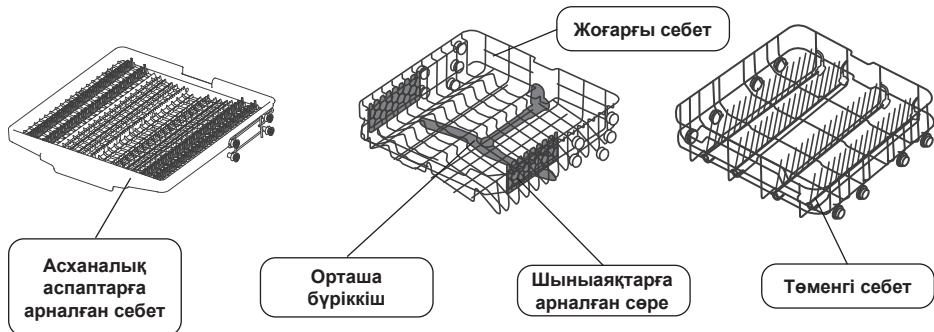 Жоғарғы себет
Асханалық
аспаптарға
арналған себет
Орташа
бүріккіш
Шыныаяқтарға
арналған сөре
Төменгі себет